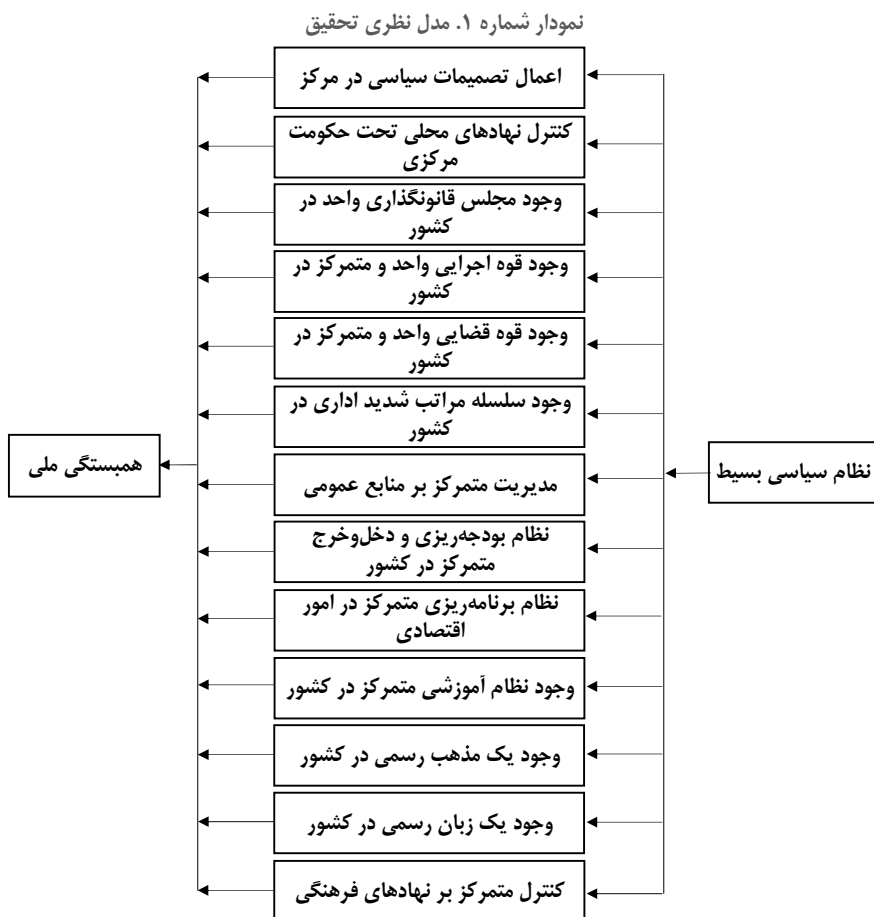 نمودار شماره ۱. مدل نظری تحقیق
اعمال تصمیمات سیاسی در مرکز
کنترل نهادهای محلی تحت حکومت
مرکزی
وجود مجلس قانونگذاری واحد در
کشور
وجود قوه اجرایی واحد و متمرکز در
کشور
وجود قوه قضایی واحد و متمرکز در
کشور
وجود سلسله مراتب شدید اداری در
کشور
نظام سیاسی بسیط
همبستگی ملی
مدیریت متمرکز بر منابع عمومی
نظام بودجه‌ریزی و دخل‌وخرج
متمرکز در کشور
نظام برنامه‌ریزی متمرکز در امور
اقتصادی
وجود نظام آموزشی متمرکز در کشور
وجود یک مذهب رسمی در کشور
وجود یک زبان رسمی در کشور
کنترل متمرکز بر نهادهای فرهنگی